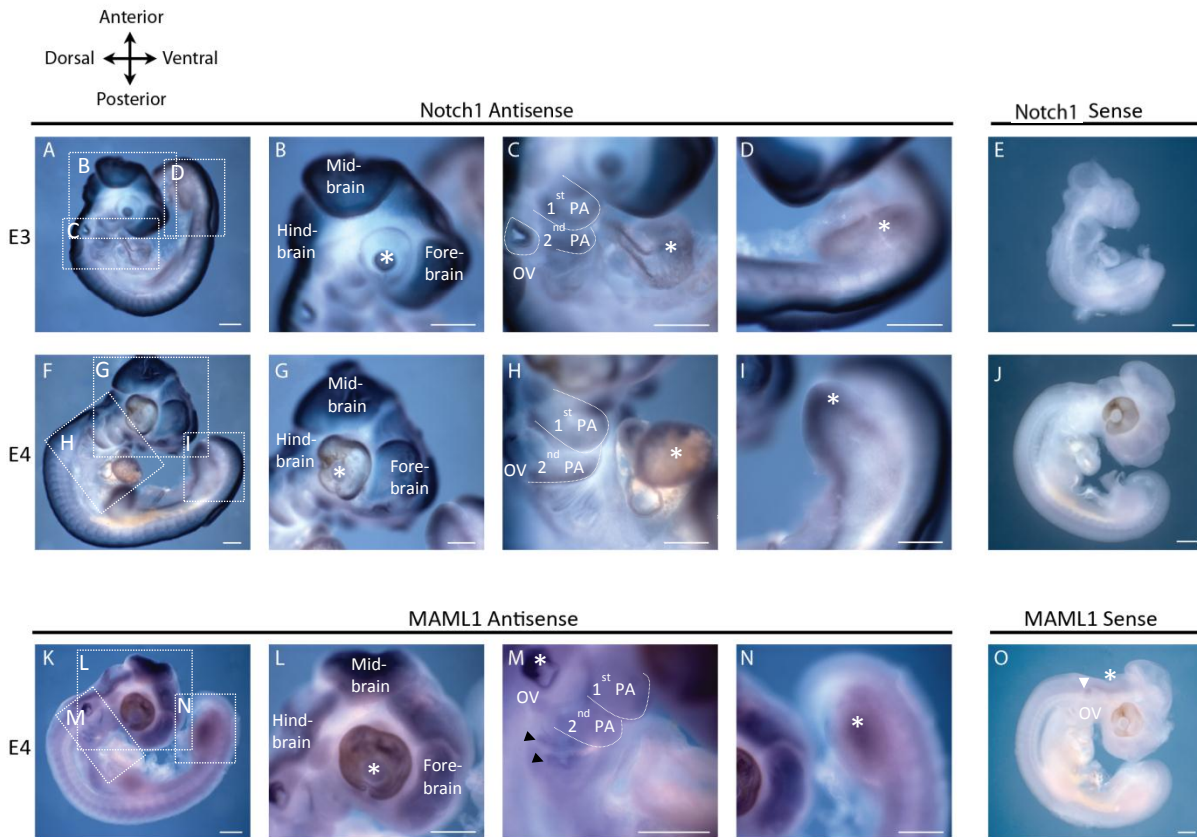 Anterior
Dorsal Ventral
Posterior
Notch1 Antisense
Notch1 Sense
E3
A
B
D
C
B
Mid-
brain
Hind-
brain
*
Fore-
brain
C
1st PA
2nd PA
OV
*
D
*
E
E4
F
G
H
I
G
Mid-
brain
Hind-
brain
*
Fore-
brain
H
1st PA
OV 2nd PA
*
I
*
J
MAML1 Antisense
MAML1 Sense
E4
K
L
M
N
L
Mid-
brain
Hind-
brain
*
Fore-
brain
M
*
OV
1st PA
2nd PA
N
*
O
*
OV